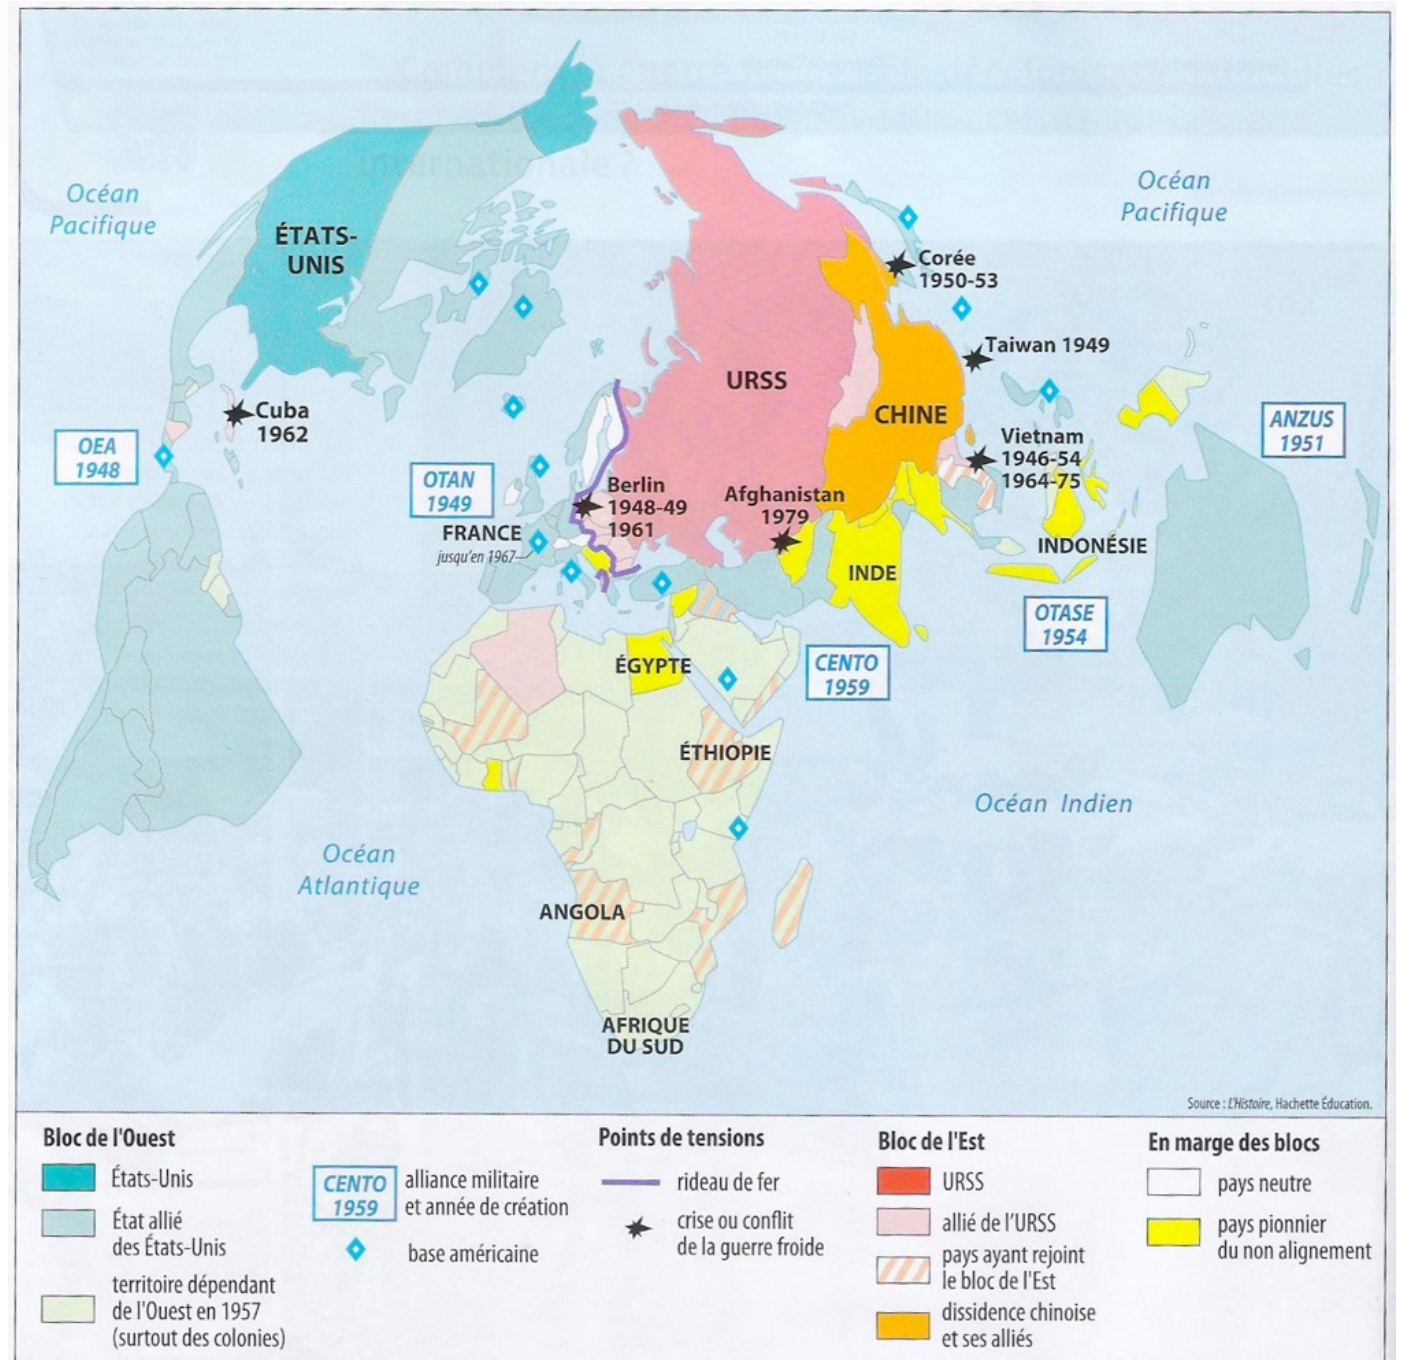 Océan
Pacifique
Océan
Pacifique
ÉTATS-
UNIS
Corée
1950-53
Taiwan 1949
URSS
CHINE
Cuba
1962
OEA
1948
ANZUS
1951
Vietnam
1946-54
1964-75
OTAN
1949
Berlin
1948-49
1961
Afghanistan
1979
FRANCE
jusqu'en 1967
INDONÉSIE
INDE
OTASE
1954
ÉGYPTE
CENTO
1959
ÉTHIOPIE
Océan Indien
Océan
Atlantique
ANGOLA
AFRIQUE
DU SUD
Source : L'Histoire, Hachette Éducation.
Bloc de l'Ouest
États-Unis
État allié
des États-Unis
territoire dépendant
de l'Ouest en 1957
(surtout des colonies)
CENTO
1959
alliance militaire
et année de création
base américaine
Points de tensions
rideau de fer
crise ou conflit
de la guerre froide
Bloc de l'Est
URSS
allié de l'URSS
pays ayant rejoint
le bloc de l'Est
dissidence chinoise
et ses alliés
En marge des blocs
pays neutre
pays pionnier
du non alignement